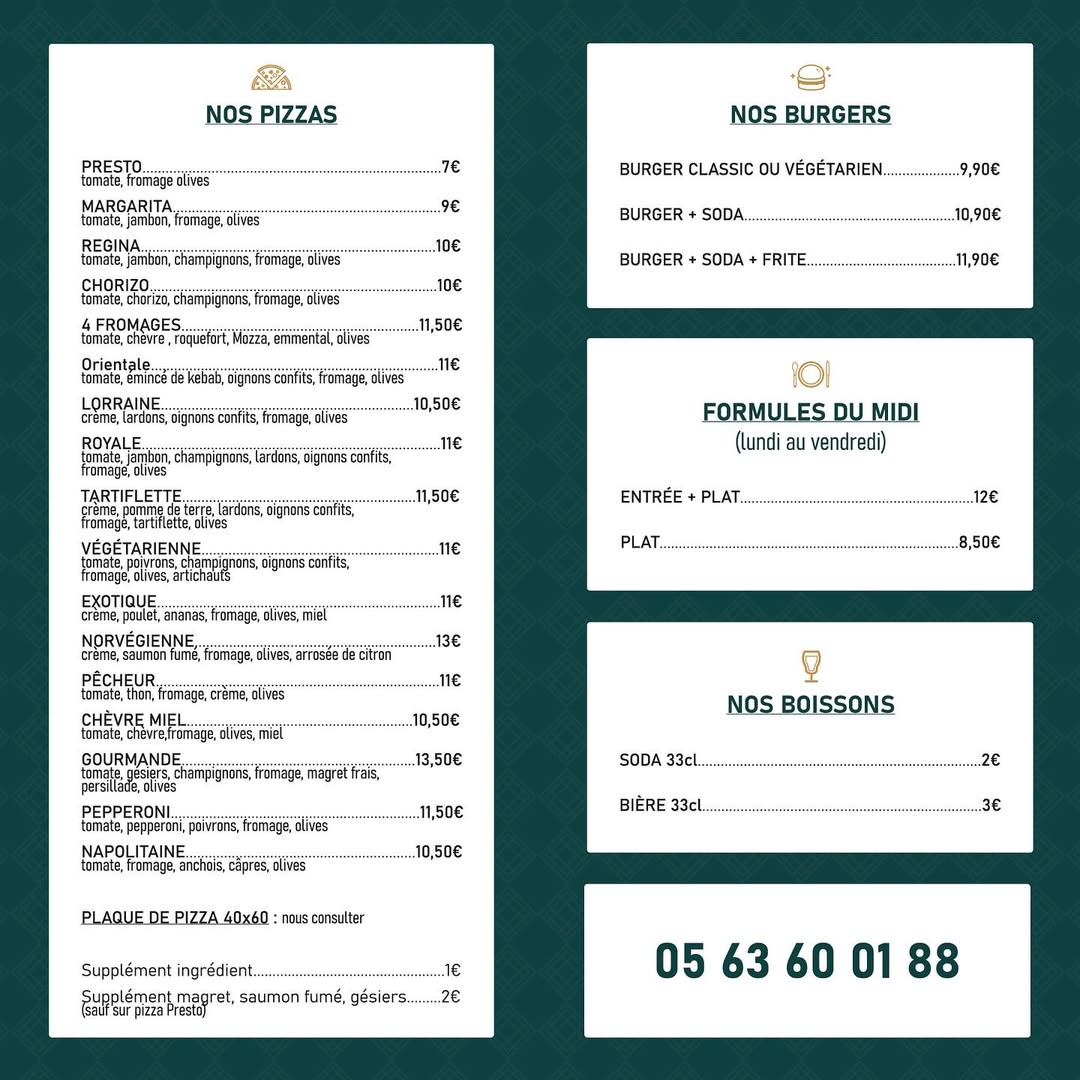 NOS PIZZAS
PRESTO.....7€
tomate, fromage olives
MARGARITA.....9€
tomate, jambon, fromage, olives
REGINA.....10€
tomate, jambon, champignons, fromage, olives
CHORIZO.....10€
tomate, chorizo, champignons, fromage, olives
4 FROMAGES.....11,50€
tomate, chèvre , roquefort, Mozza, emmental, olives
Orientale.....11€
tomate, émincé de kebab, oignons confits, fromage, olives
LORRAINE.....10,50€
crème, lardons, oignons confits, fromage, olives
ROYALE.....11€
tomate, jambon, champignons, lardons, oignons confits,
fromage, olives
TARTIFLETTE.....11,50€
crème, pomme de terre, lardons, oignons confits,
fromage, tartiflette, olives
VÉGÉTARIENNE.....11€
tomate, poivrons, champignons, oignons confits,
fromage, olives, artichauts
EXOTIQUE.....11€
crème, poulet, ananas, fromage, olives, miel
NORVÉGIENNE.....13€
crème, saumon fumé, fromage, olives, arrosée de citron
PÊCHEUR.....11€
tomate, thon, fromage, crème, olives
CHÈVRE MIEL.....10,50€
tomate, chèvre,fromage, olives, miel
GOURMANDE.....13,50€
tomate, gésiers, champignons, fromage, magret frais,
persillade, olives
PEPPERONI.....11,50€
tomate, pepperoni, poivrons, fromage, olives
NAPOLITAINE.....10,50€
tomate, fromage, anchois, câpres, olives
PLAQUE DE PIZZA 40x60 : nous consulter
Supplément ingrédient.....1€
Supplément magret, saumon fumé, gésiers.....2€
(sauf sur pizza Presto)
NOS BURGERS
BURGER CLASSIC OU VÉGÉTARIEN.....9,90€
BURGER + SODA.....10,90€
BURGER + SODA + FRITE.....11,90€
FORMULES DU MIDI
(lundi au vendredi)
ENTRÉE + PLAT.....12€
PLAT.....8,50€
NOS BOISSONS
SODA 33cl.....2€
BIÈRE 33cl.....3€
05 63 60 01 88